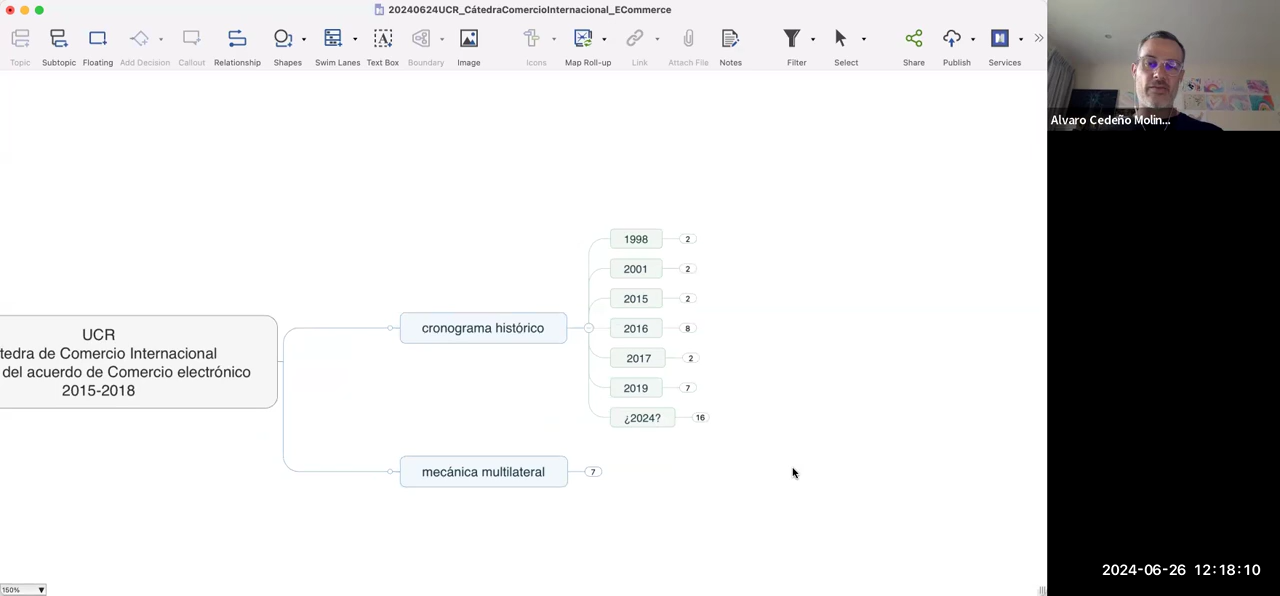 20240624UCR_CátedraComercioInternacional_ECommerce
Topic Subtopic Floating Add Decision Callout Relationship Shapes Swim Lanes Text Box Boundary Image Icons Map Roll-up Link Attach File Notes Filter Select Share Publish Services
Alvaro Cedeño Molin...
1998 2
2001 2
2015 2
cronograma histórico 2016 8
2017 2
2019 7
¿2024? 16
UCR
tedra de Comercio Internacional
del acuerdo de Comercio electrónico
2015-2018
mecánica multilateral 7
150%
2024-06-26 12:18:10